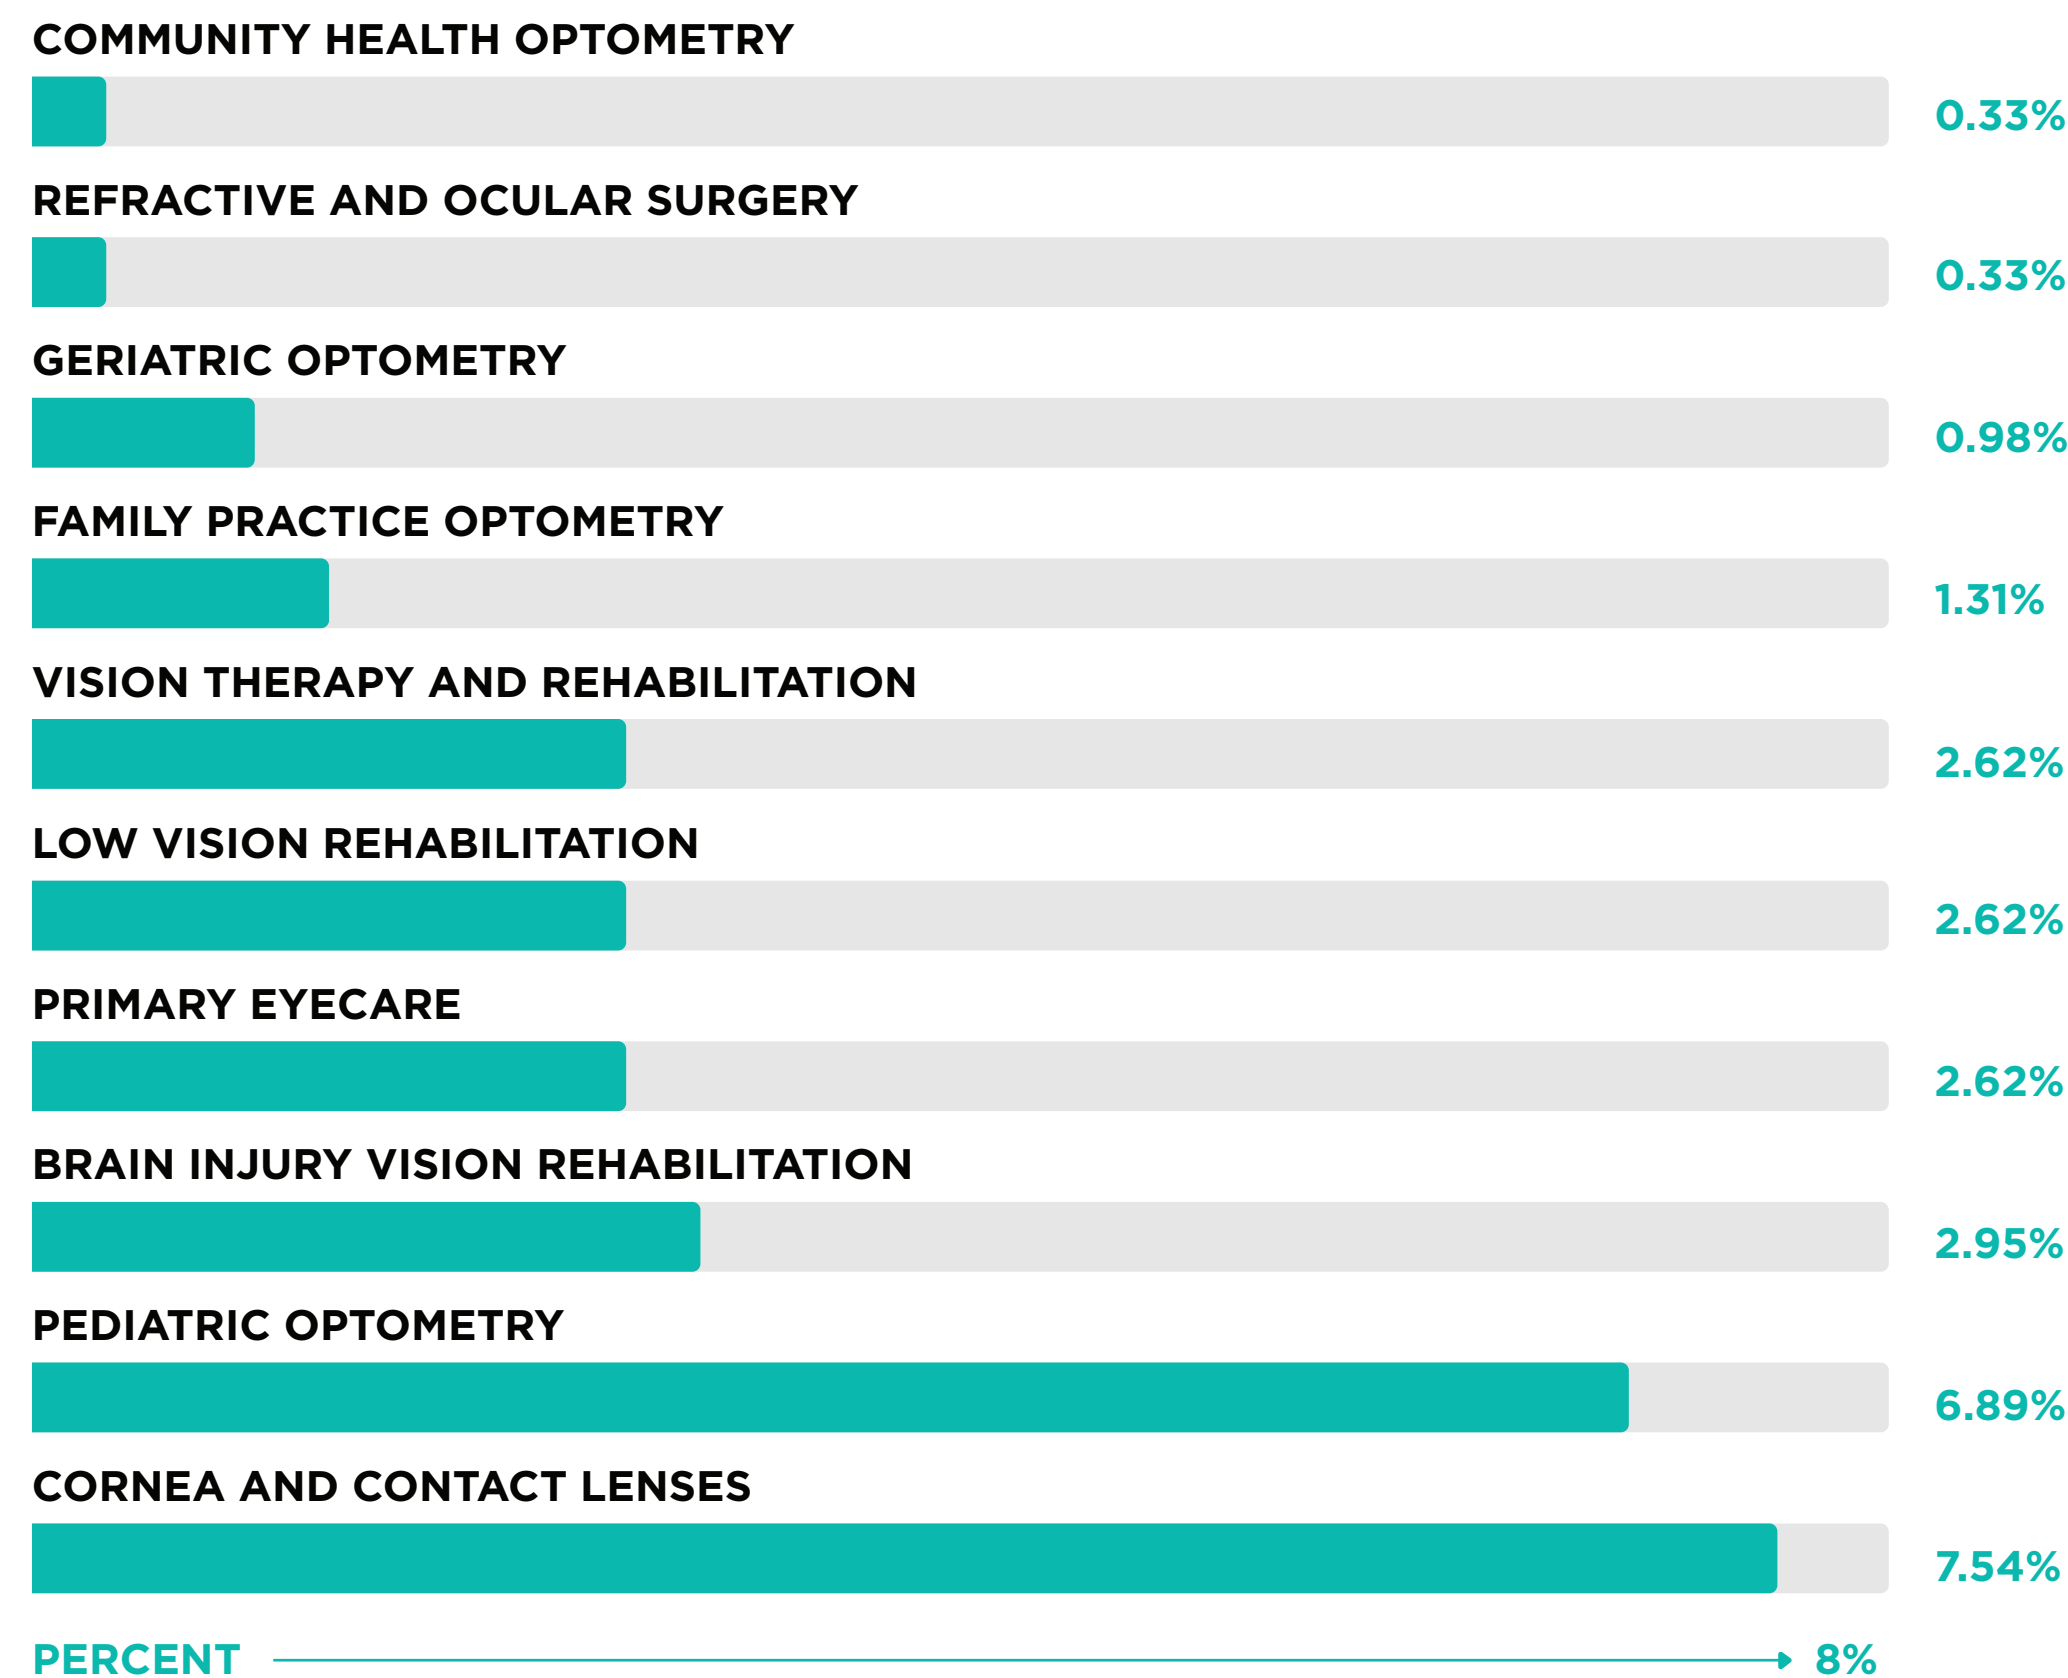 COMMUNITY HEALTH OPTOMETRY
0.33%
REFRACTIVE AND OCULAR SURGERY
0.33%
GERIATRIC OPTOMETRY
0.98%
FAMILY PRACTICE OPTOMETRY
1.31%
VISION THERAPY AND REHABILITATION
2.62%
LOW VISION REHABILITATION
2.62%
PRIMARY EYECARE
2.62%
BRAIN INJURY VISION REHABILITATION
2.95%
PEDIATRIC OPTOMETRY
6.89%
CORNEA AND CONTACT LENSES
7.54%
PERCENT 8%